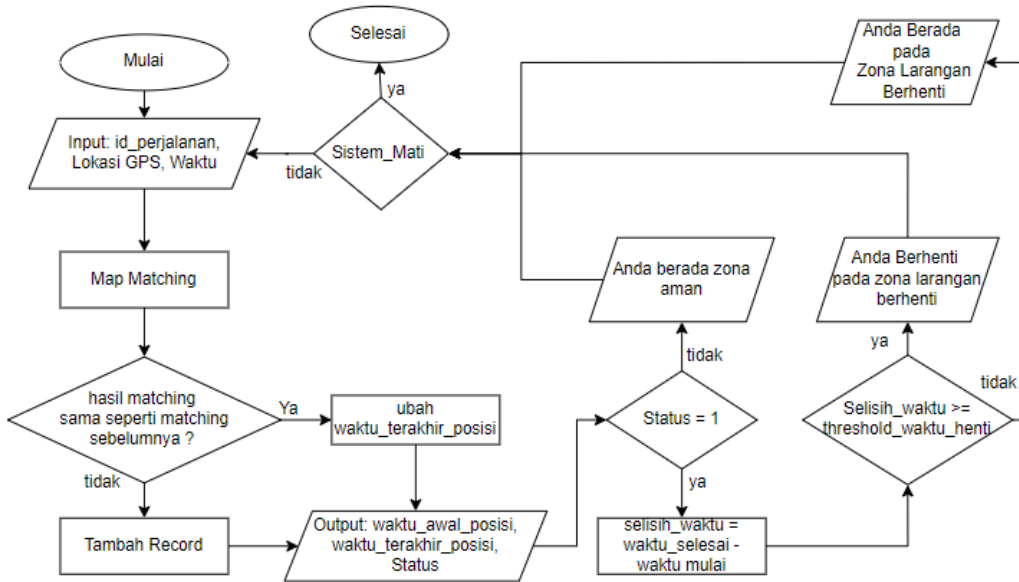 Mulai
Selesai
Anda Berada
pada
Zona Larangan
Berhenti
ya
Input: id_perjalanan,
Lokasi GPS, Waktu
tidak
Sistem_Mati
Map Matching
Anda berada zona
aman
Anda Berhenti
pada zona larangan
berhenti
hasil matching
sama seperti matching
sebelumnya ?
Ya
ubah
waktu_terakhir_posisi
tidak
Status = 1
ya
tidak
Selisih_waktu >=
threshold_waktu_henti
tidak
Tambah Record
Output: waktu_awal_posisi,
waktu_terakhir_posisi,
Status
ya
selisih_waktu =
waktu_selesai -
waktu mulai